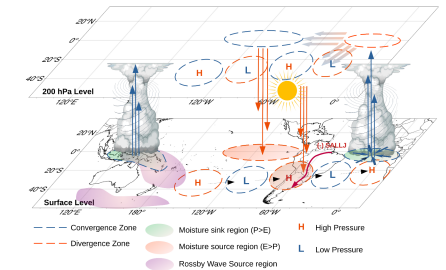 20°N
0°
20°S
H
L
H
L
40°S
200 hPa Level
120°E
120°W
60°W
0°
20°N
0°
(-) SALLJ
20°S
H
L
H
L
H
40°S
Surface Level
120°E
180°
120°W
60°W
0°
Convergence Zone
Divergence Zone
Moisture sink region (P>E)
Moisture source region (E>P)
Rossby Wave Source region
H High Pressure
L Low Pressure